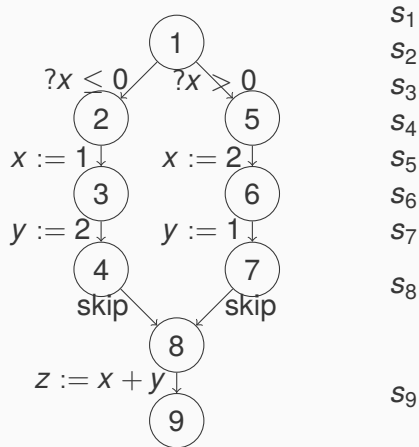 1
?x ≤ 0
?x > 0
2
5
x := 1
x := 2
3
6
y := 2
y := 1
4
7
skip
skip
8
z := x + y
9
s₁
s₂
s₃
s₄
s₅
s₆
s₇
s₈
s₉